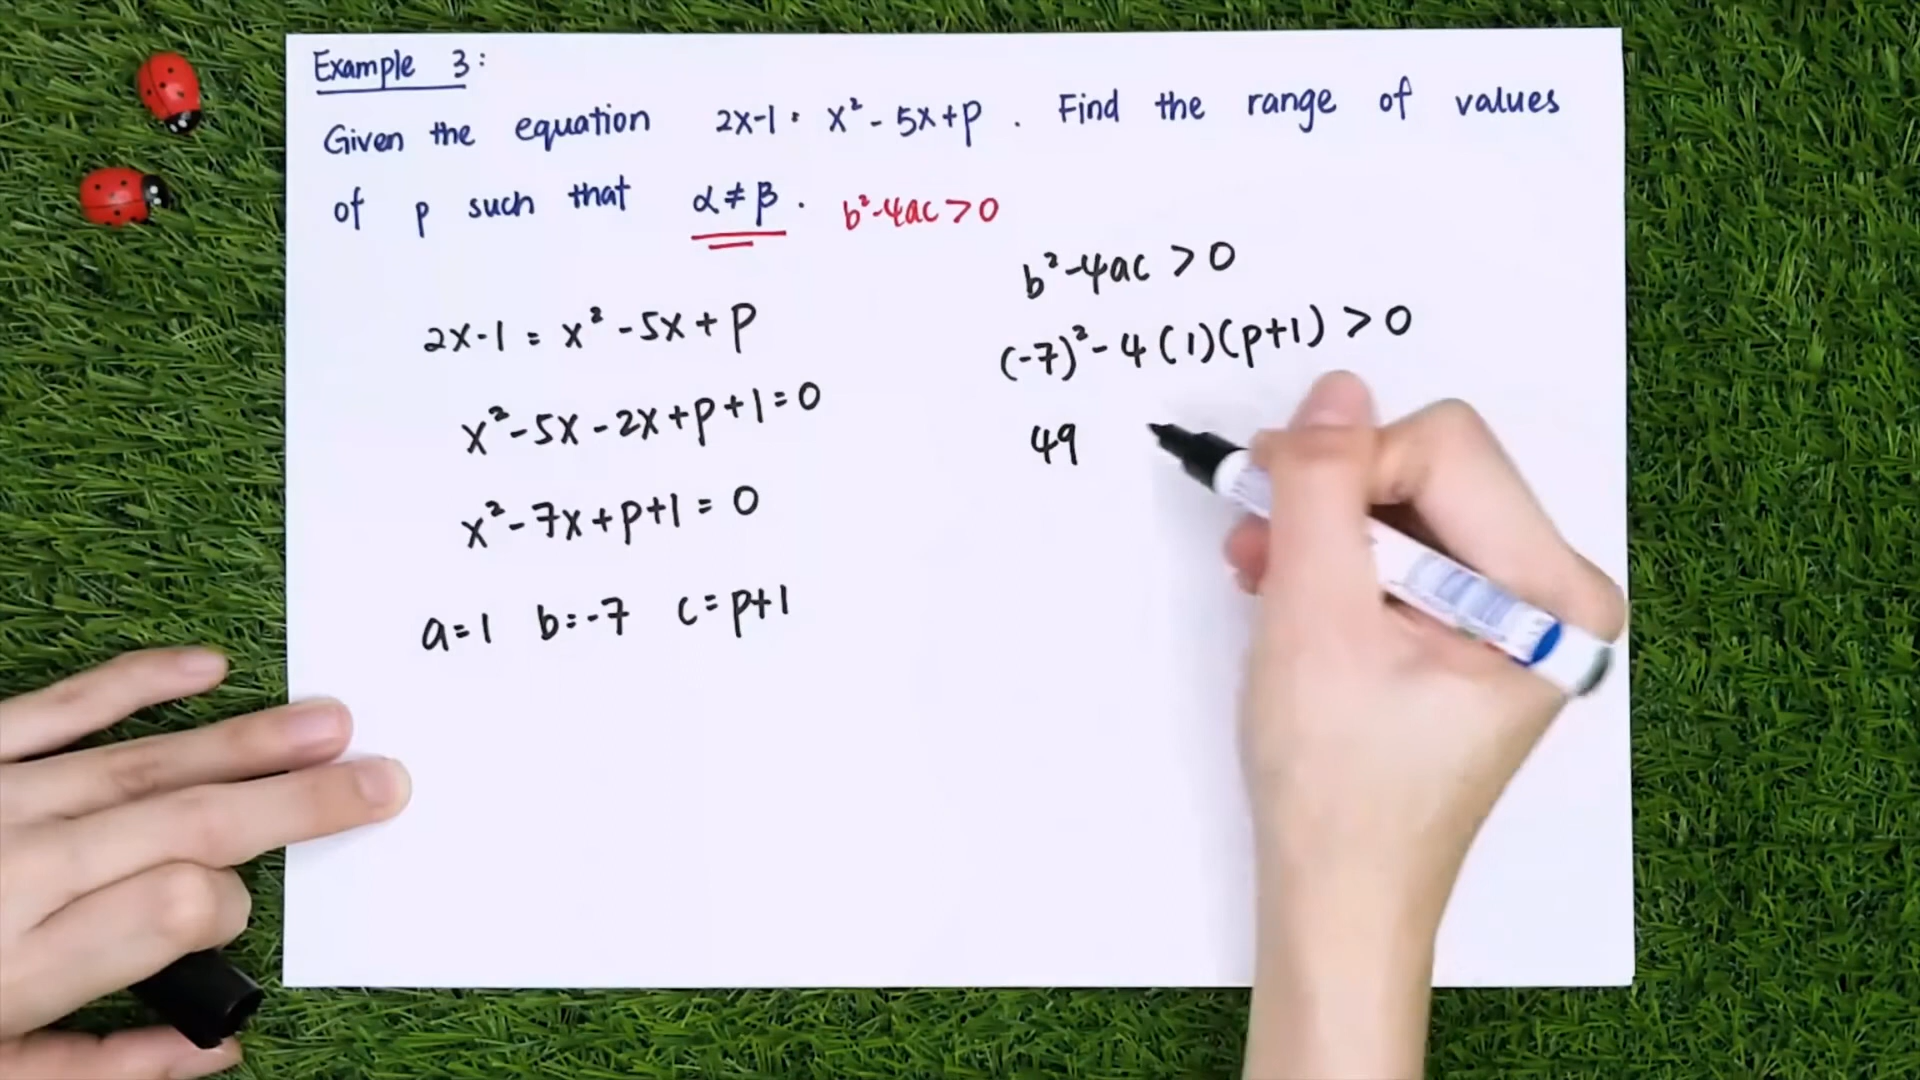 Example 3:
Given the equation 2x-1 = x² - 5x+p . Find the range of values
of p such that α≠β . b²-4ac > 0
2x-1 = x² - 5x + p
x² - 5x - 2x + p + 1 = 0
x² - 7x + p+1 = 0
a=1 b=-7 c=p+1
b²-4ac > 0
(-7)² - 4(1)(p+1) > 0
49